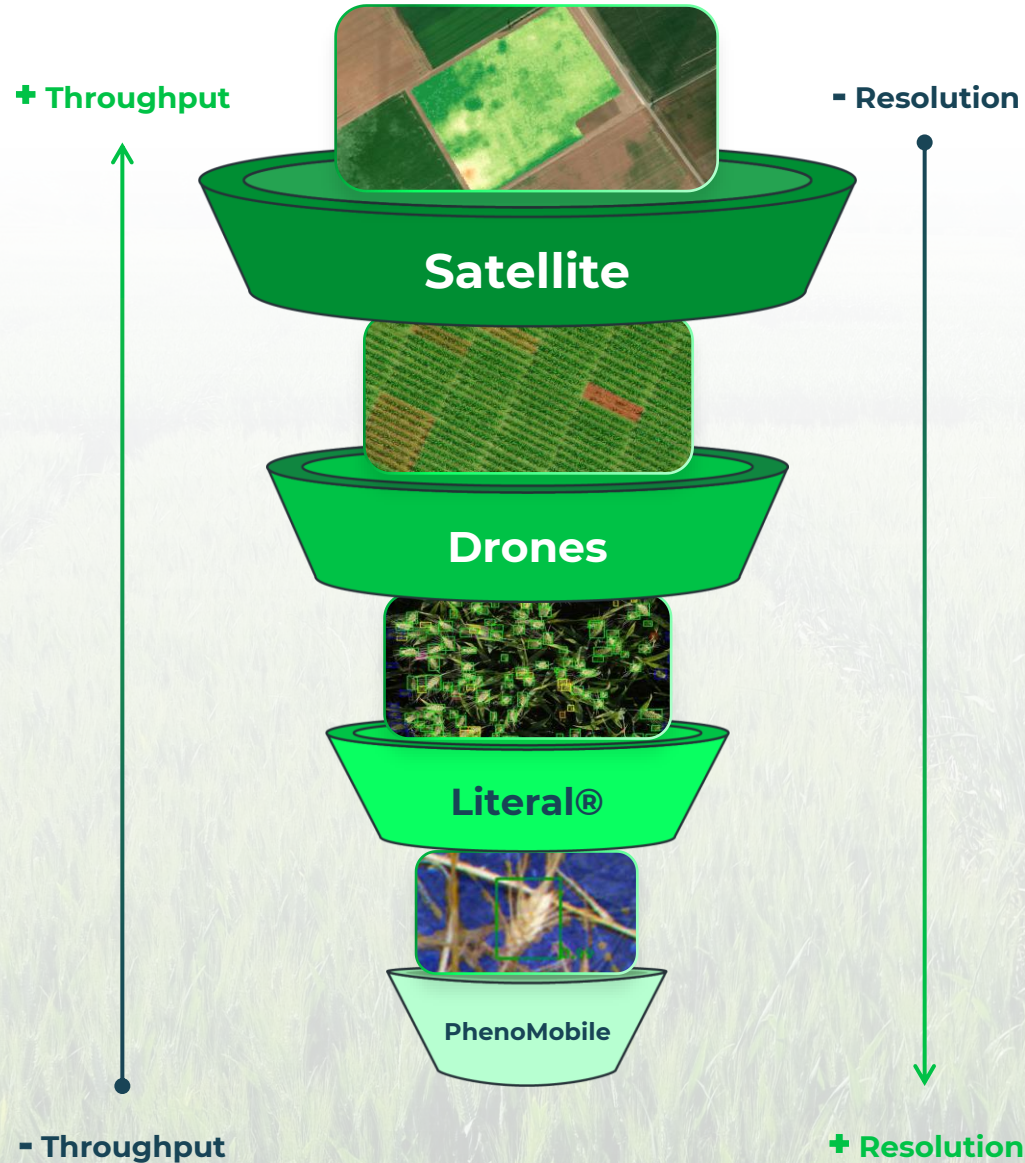 + Throughput
- Resolution
Satellite
Drones
Literal®
PhenoMobile
- Throughput
+ Resolution